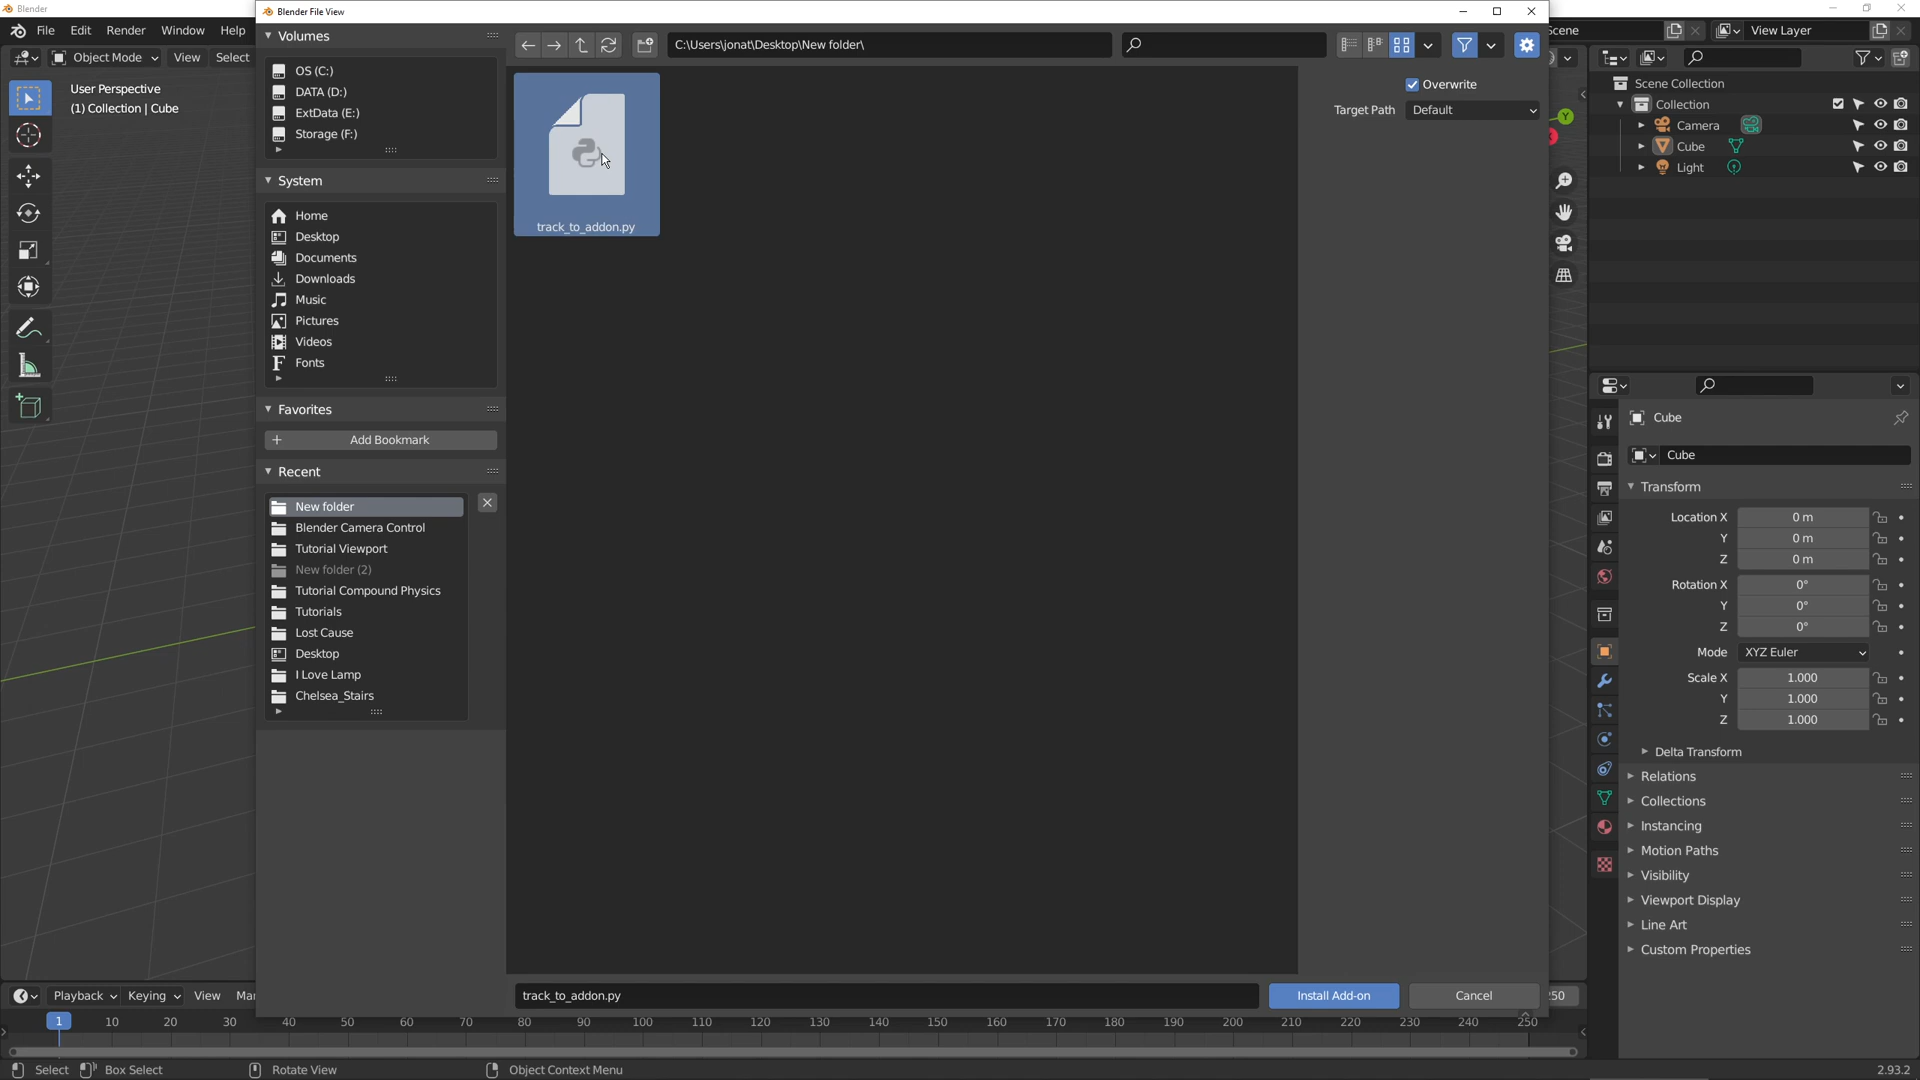 Blender
Blender File View
File Edit Render Window Help
Scene
View Layer
Object Mode
View
Select
User Perspective
(1) Collection | Cube
Volumes
OS (C:)
DATA (D:)
ExtData (E:)
Storage (F:)
System
Home
Desktop
Documents
Downloads
Music
Pictures
Videos
Fonts
Favorites
Add Bookmark
Recent
New folder
Blender Camera Control
Tutorial Viewport
New folder (2)
Tutorial Compound Physics
Tutorials
Lost Cause
Desktop
I Love Lamp
Chelsea_Stairs
C:\Users\jonat\Desktop\New folder\
track_to_addon.py
Overwrite
Target Path Default
track_to_addon.py
Install Add-on
Cancel
Y
Scene Collection
Collection
Camera
Cube
Light
Cube
Cube
Transform
Location X 0 m
Y 0 m
Z 0 m
Rotation X 0°
Y 0°
Z 0°
Mode XYZ Euler
Scale X 1.000
Y 1.000
Z 1.000
Delta Transform
Relations
Collections
Instancing
Motion Paths
Visibility
Viewport Display
Line Art
Custom Properties
Playback Keying View Mar
250
1 10 20 30 40 50 60 70 80 90 100 110 120 130 140 150 160 170 180 190 200 210 220 230 240 250
Select Box Select Rotate View Object Context Menu
2.93.2